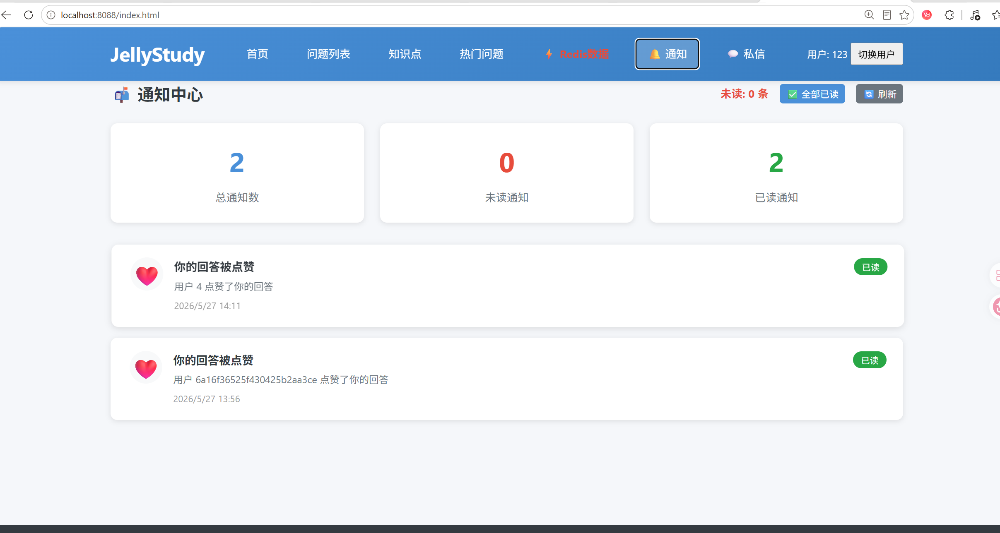 localhost:8088/index.html
JellyStudy
首页
问题列表
知识点
热门问题
⚡ Redis数据
🔔 通知
💬 私信
用户: 123
切换用户
📬 通知中心
未读: 0 条
✅ 全部已读
🔄 刷新
2
总通知数
0
未读通知
2
已读通知
你的回答被点赞
已读
用户 4 点赞了你的回答
2026/5/27 14:11
你的回答被点赞
已读
用户 6a16f36525f430425b2aa3ce 点赞了你的回答
2026/5/27 13:56